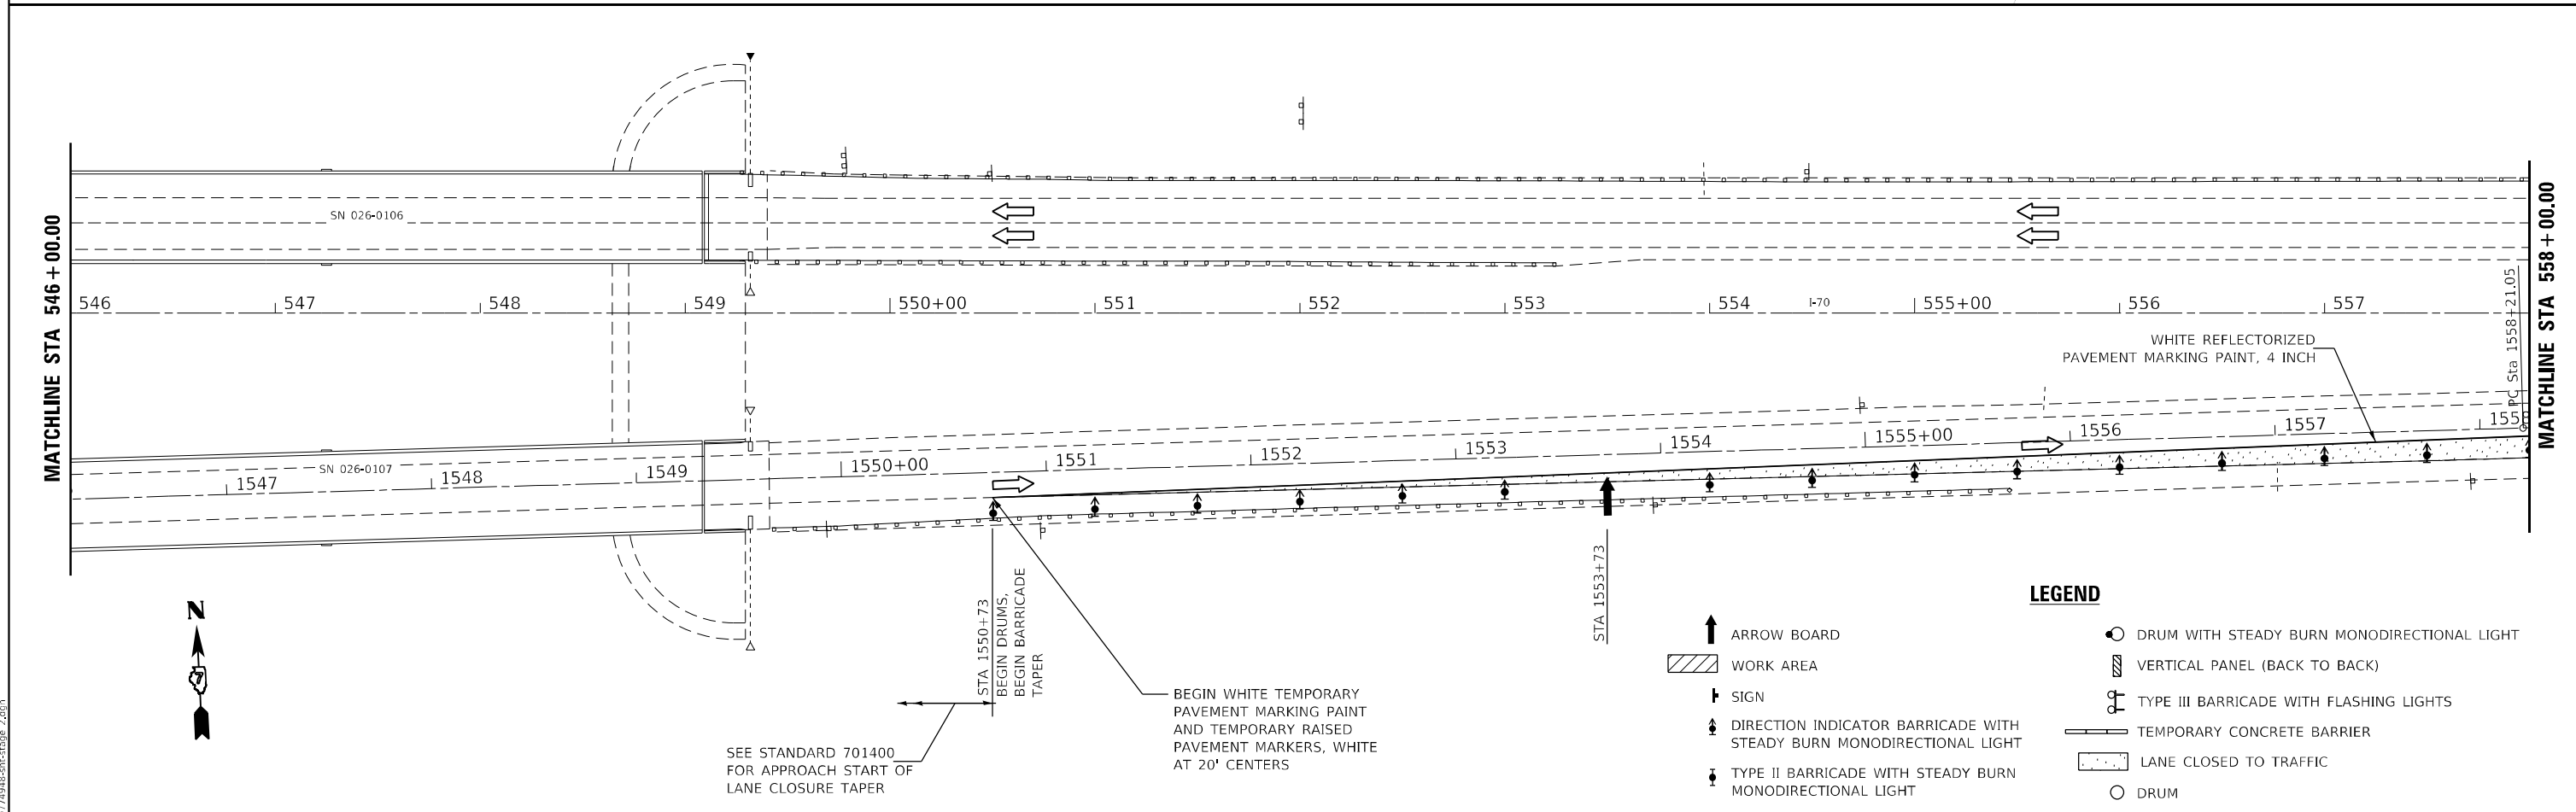 SN 026-0106
MATCHLINE STA 546+00.00
MATCHLINE STA 558+00.00
546
547
548
549
550+00
551
552
553
554
I-70
555+00
556
557
PC Sta 1558+21.05
WHITE REFLECTORIZED
PAVEMENT MARKING PAINT, 4 INCH
SN 026-0107
1547
1548
1549
1550+00
1551
1552
1553
1554
1555+00
1556
1557
STA 1550+73
BEGIN DRUMS,
BEGIN BARRICADE
TAPER
STA 1553+73
N
7
SEE STANDARD 701400
FOR APPROACH START OF
LANE CLOSURE TAPER
BEGIN WHITE TEMPORARY
PAVEMENT MARKING PAINT
AND TEMPORARY RAISED
PAVEMENT MARKERS, WHITE
AT 20' CENTERS
LEGEND
ARROW BOARD
WORK AREA
SIGN
DIRECTION INDICATOR BARRICADE WITH
STEADY BURN MONODIRECTIONAL LIGHT
TYPE II BARRICADE WITH STEADY BURN
MONODIRECTIONAL LIGHT
DRUM WITH STEADY BURN MONODIRECTIONAL LIGHT
VERTICAL PANEL (BACK TO BACK)
TYPE III BARRICADE WITH FLASHING LIGHTS
TEMPORARY CONCRETE BARRIER
LANE CLOSED TO TRAFFIC
DRUM